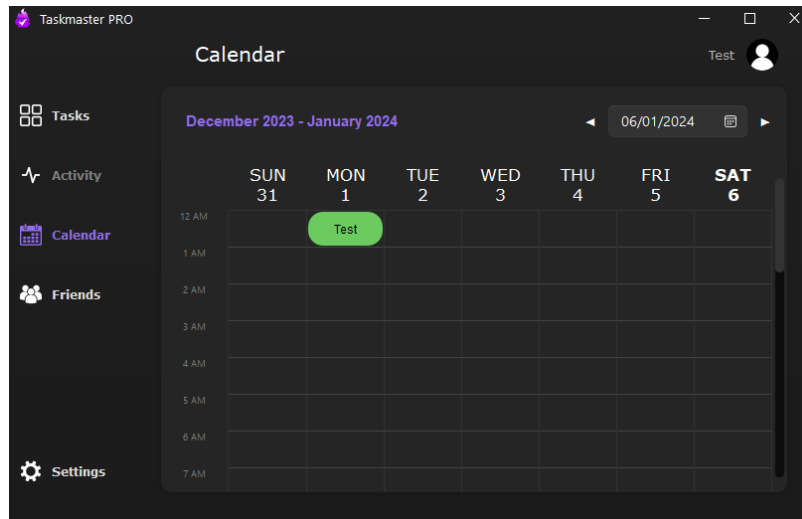 Taskmaster PRO
Calendar
Test
Tasks
Activity
Calendar
Friends
Settings
December 2023 - January 2024
06/01/2024
SUN MON TUE WED THU FRI SAT
31 1 2 3 4 5 6
12 AM
Test
1 AM
2 AM
3 AM
4 AM
5 AM
6 AM
7 AM